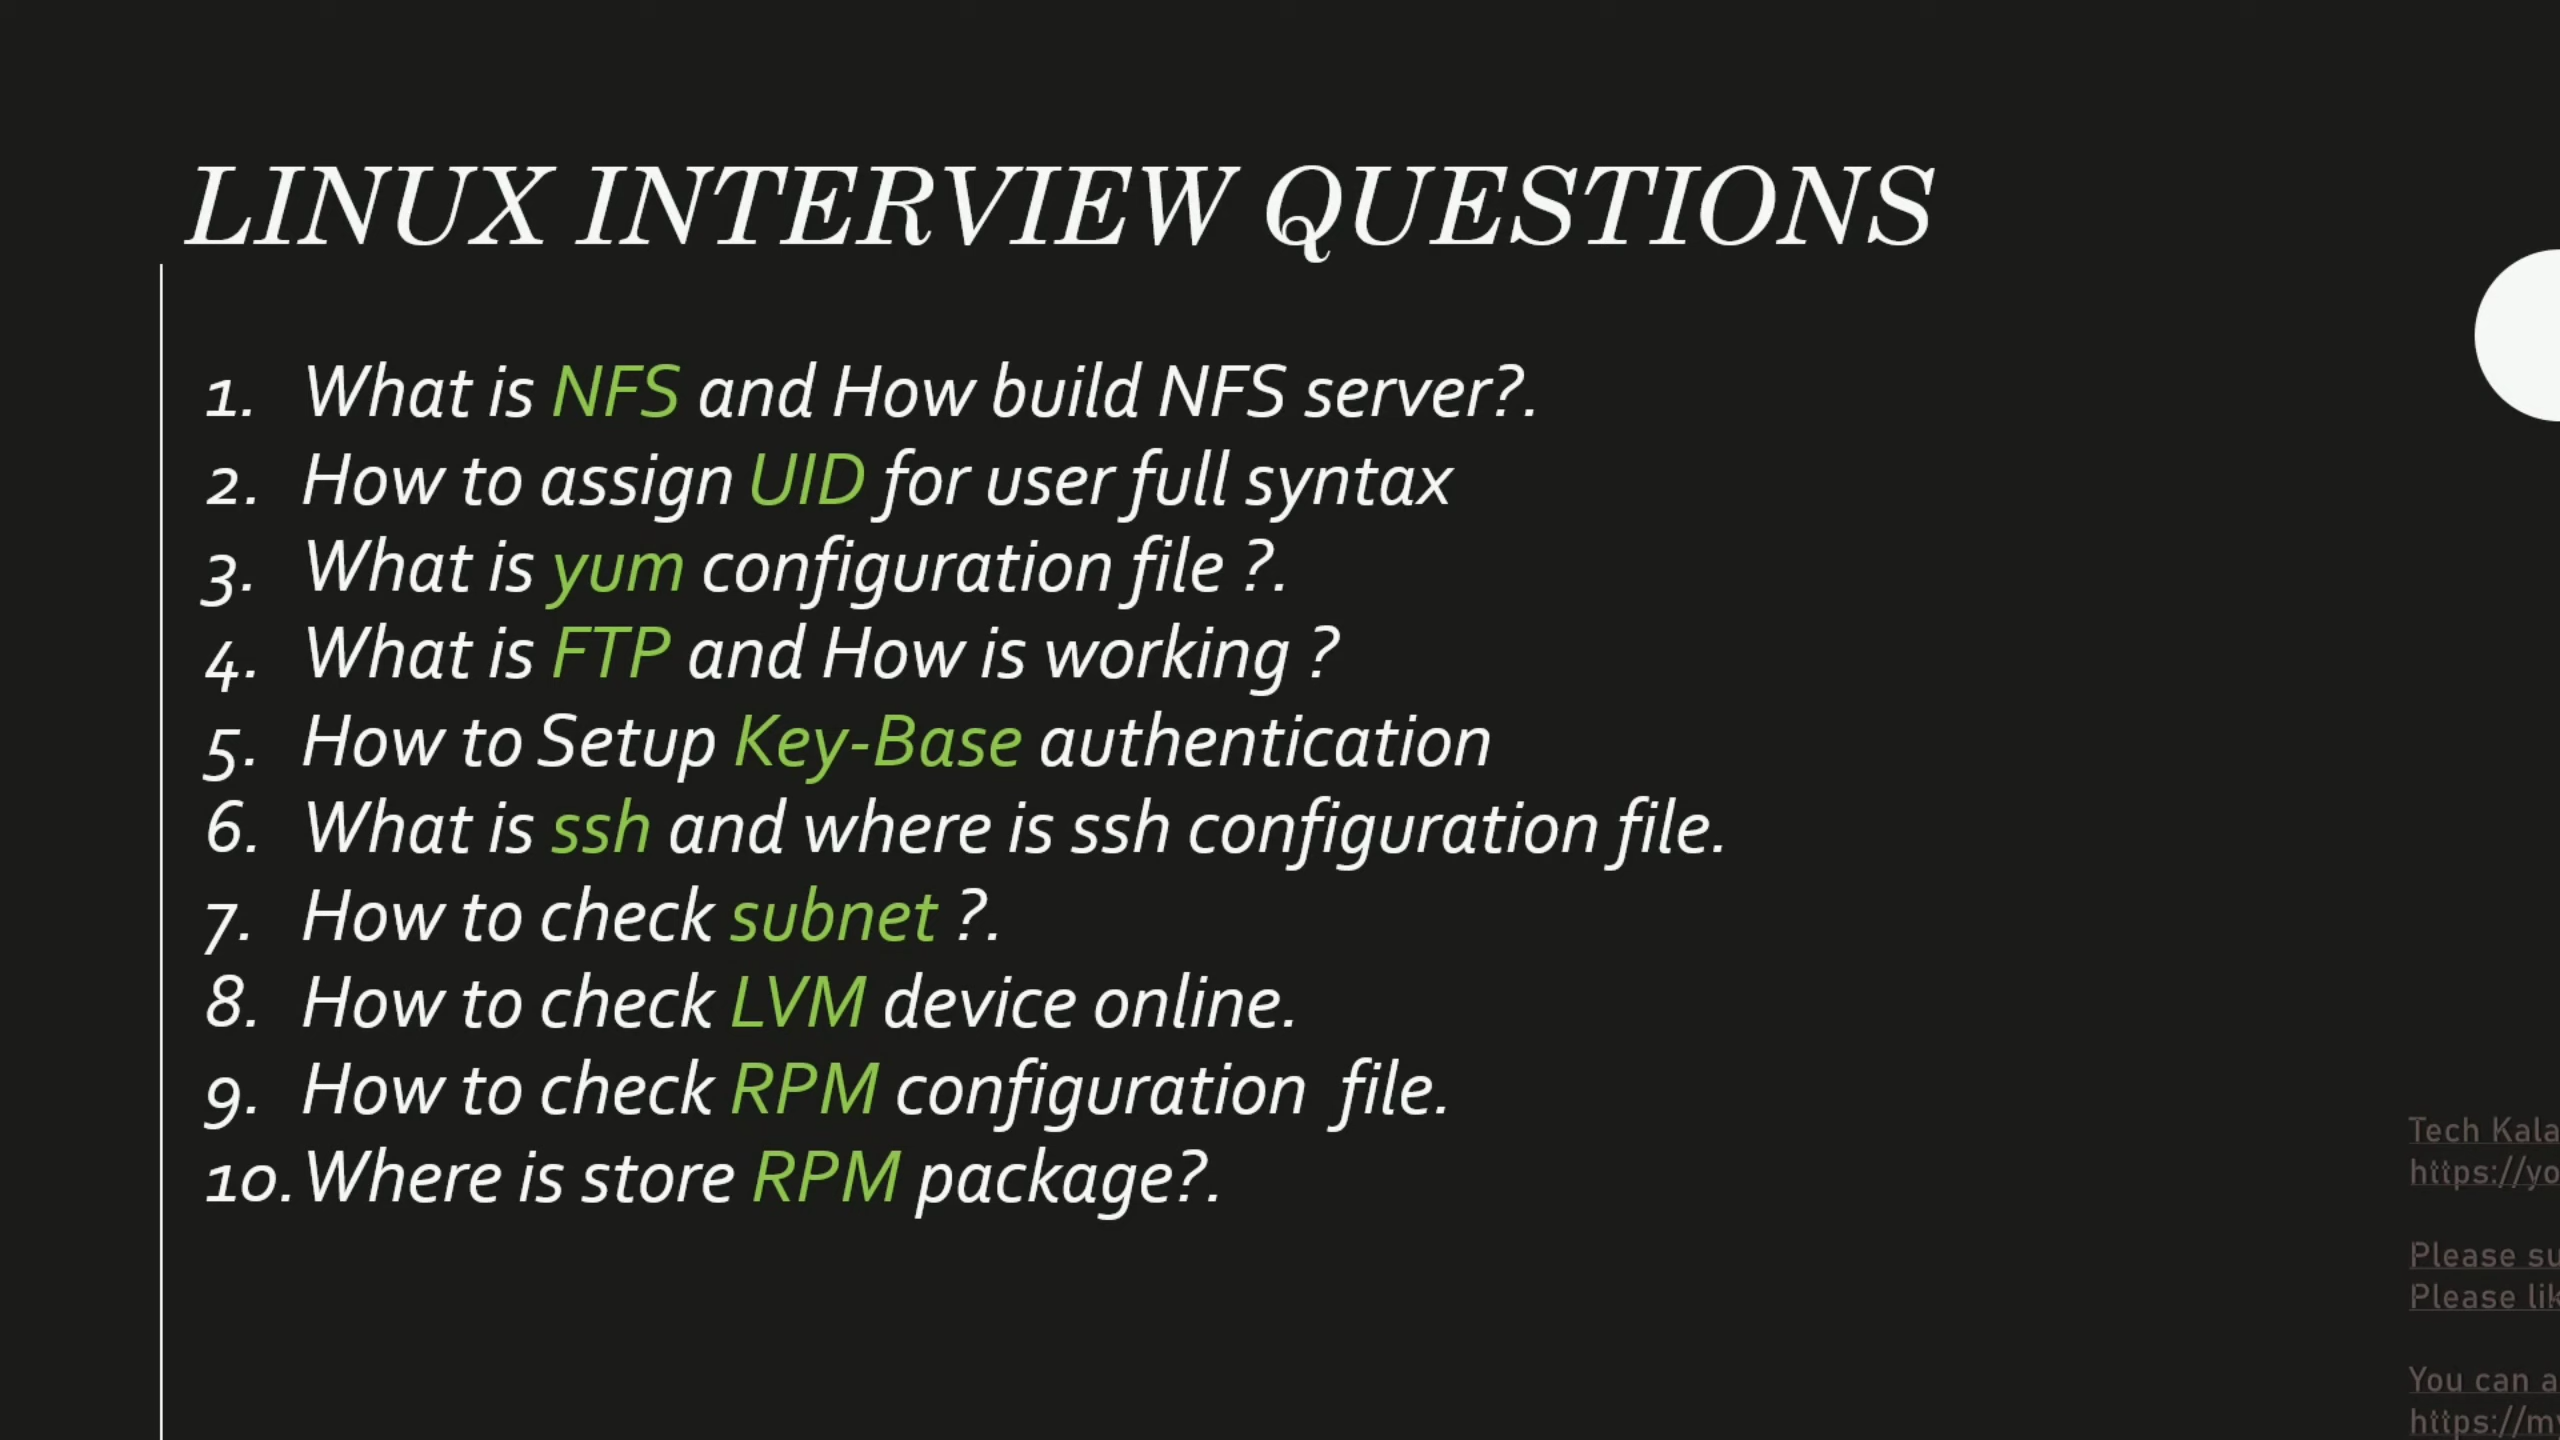 LINUX INTERVIEW QUESTIONS
1. What is NFS and How build NFS server?.
2. How to assign UID for user full syntax
3. What is yum configuration file ?.
4. What is FTP and How is working ?
5. How to Setup Key-Base authentication
6. What is ssh and where is ssh configuration file.
7. How to check subnet ?.
8. How to check LVM device online.
9. How to check RPM configuration  file.
10. Where is store RPM package?.
Tech Kala
https://yo
Please su
Please lik
You can a
https://my